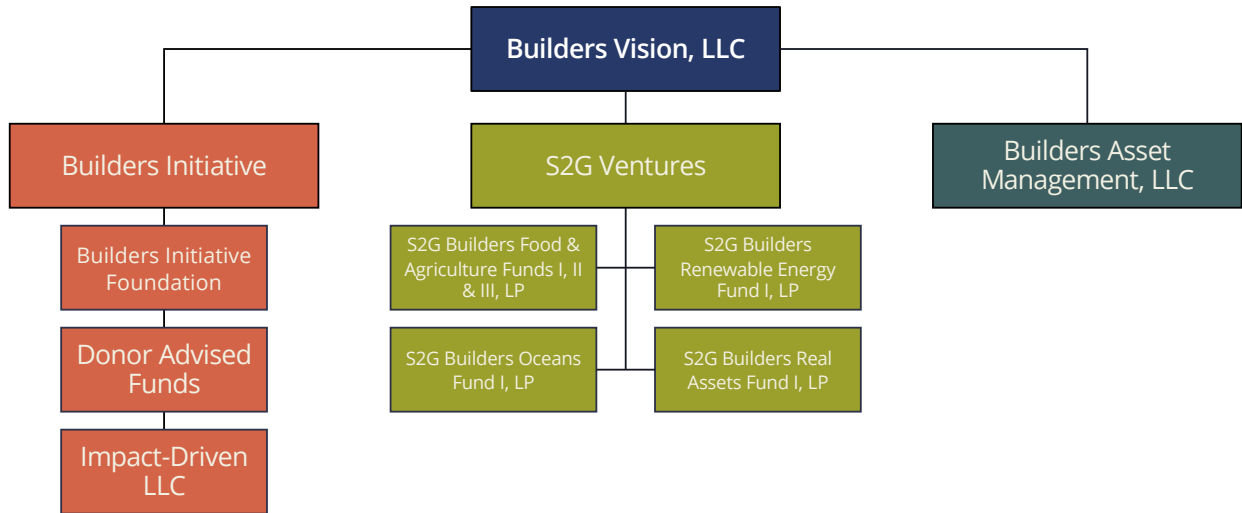 Builders Vision, LLC
Builders Initiative
S2G Ventures
Builders Asset
Management, LLC
Builders Initiative
Foundation
Donor Advised
Funds
Impact-Driven
LLC
S2G Builders Food &
Agriculture Funds I, II
& III, LP
S2G Builders
Renewable Energy
Fund I, LP
S2G Builders Oceans
Fund I, LP
S2G Builders Real
Assets Fund I, LP